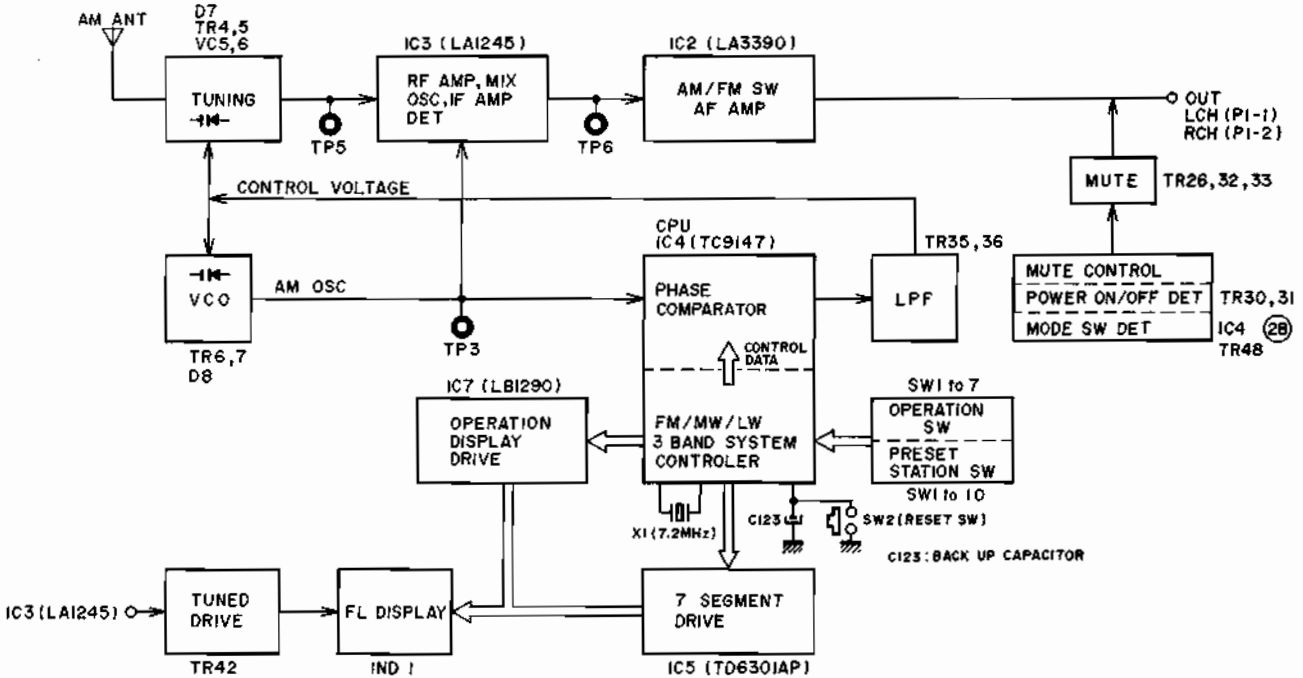 AM ANT
D7
TR4,5
VC5,6
TUNING
TP5
IC3 (LA1245)
RF AMP, MIX
OSC, IF AMP
DET
TP6
IC2 (LA3390)
AM/FM SW
AF AMP
OUT
LCH (P1-1)
RCH (P1-2)
MUTE
TR26,32,33
CONTROL VOLTAGE
VCO
TR6,7
D8
AM OSC
TP3
CPU
IC4 (TC9147)
PHASE
COMPARATOR
CONTROL
DATA
FM/MW/LW
3 BAND SYSTEM
CONTROLER
TR35,36
LPF
MUTE CONTROL
POWER ON/OFF DET
MODE SW DET
TR30,31
IC4 28
TR48
IC7 (LB1290)
OPERATION
DISPLAY
DRIVE
SW1 to 7
OPERATION
SW
PRESET
STATION SW
SW1 to 10
X1 (7.2MHz)
C123
SW2 (RESET SW)
C123: BACK UP CAPACITOR
IC3 (LA1245)
TUNED
DRIVE
TR42
FL DISPLAY
IND 1
7 SEGMENT
DRIVE
IC5 (TD6301AP)